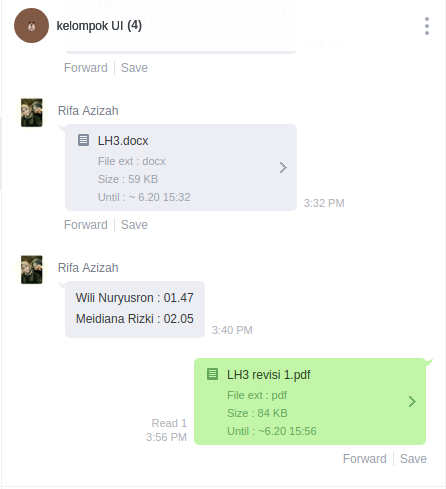 kelompok UI (4)
Forward Save
Rifa Azizah
LH3.docx
File ext : docx
Size : 59 KB
Until : ~ 6.20 15:32
3:32 PM
Forward Save
Rifa Azizah
Wili Nuryusron : 01.47
Meidiana Rizki : 02.05
3:40 PM
LH3 revisi 1.pdf
File ext : pdf
Size : 84 KB
Until : ~6.20 15:56
Read 1
3:56 PM
Forward Save